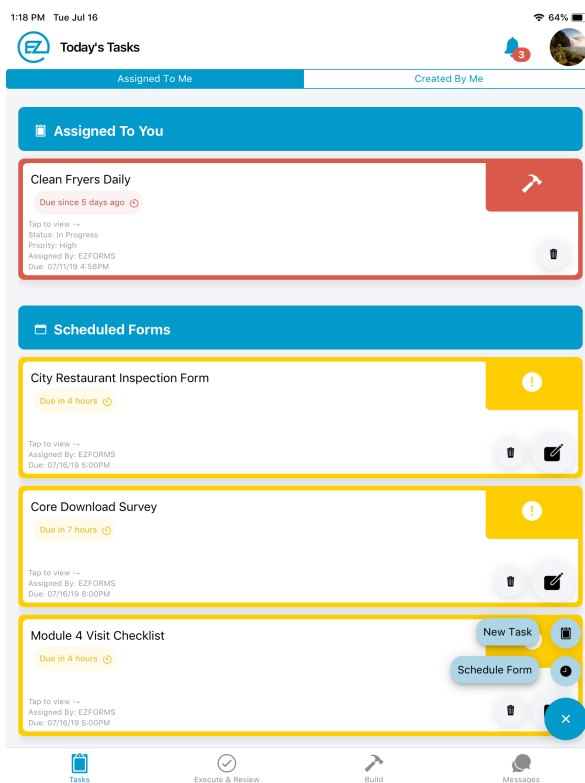 1:18 PM Tue Jul 16
64%
EZ
Today's Tasks
3
Assigned To Me
Created By Me
Assigned To You
Clean Fryers Daily
Due since 5 days ago
Tap to view →
Status: In Progress
Priority: High
Assigned By: EZFORMS
Due: 07/11/19 4:58PM
Scheduled Forms
City Restaurant Inspection Form
Due in 4 hours
Tap to view →
Assigned By: EZFORMS
Due: 07/16/19 5:00PM
Core Download Survey
Due in 7 hours
Tap to view →
Assigned By: EZFORMS
Due: 07/16/19 8:00PM
Module 4 Visit Checklist
New Task
Due in 4 hours
Schedule Form
Tap to view →
Assigned By: EZFORMS
Due: 07/16/19 5:00PM
Tasks
Execute & Review
Build
Messages